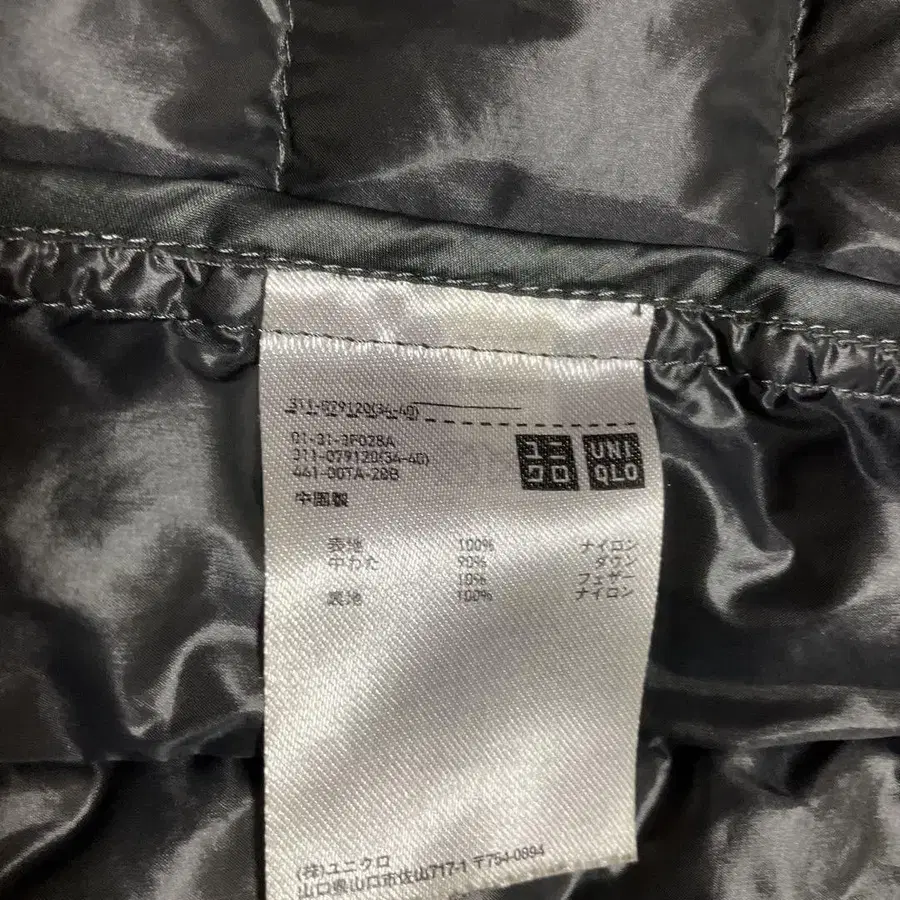 311-079120(34-40)
01-31-3F028A
311-079120(34-40)
441-00TA-28B
中国製
ユニ
クロ
UNI
QLO
表地 100% ナイロン
中わた 90% ダウン
10% フェザー
裏地 100% ナイロン
(株)ユニクロ
山口県山口市佐山717-1 〒754-0894